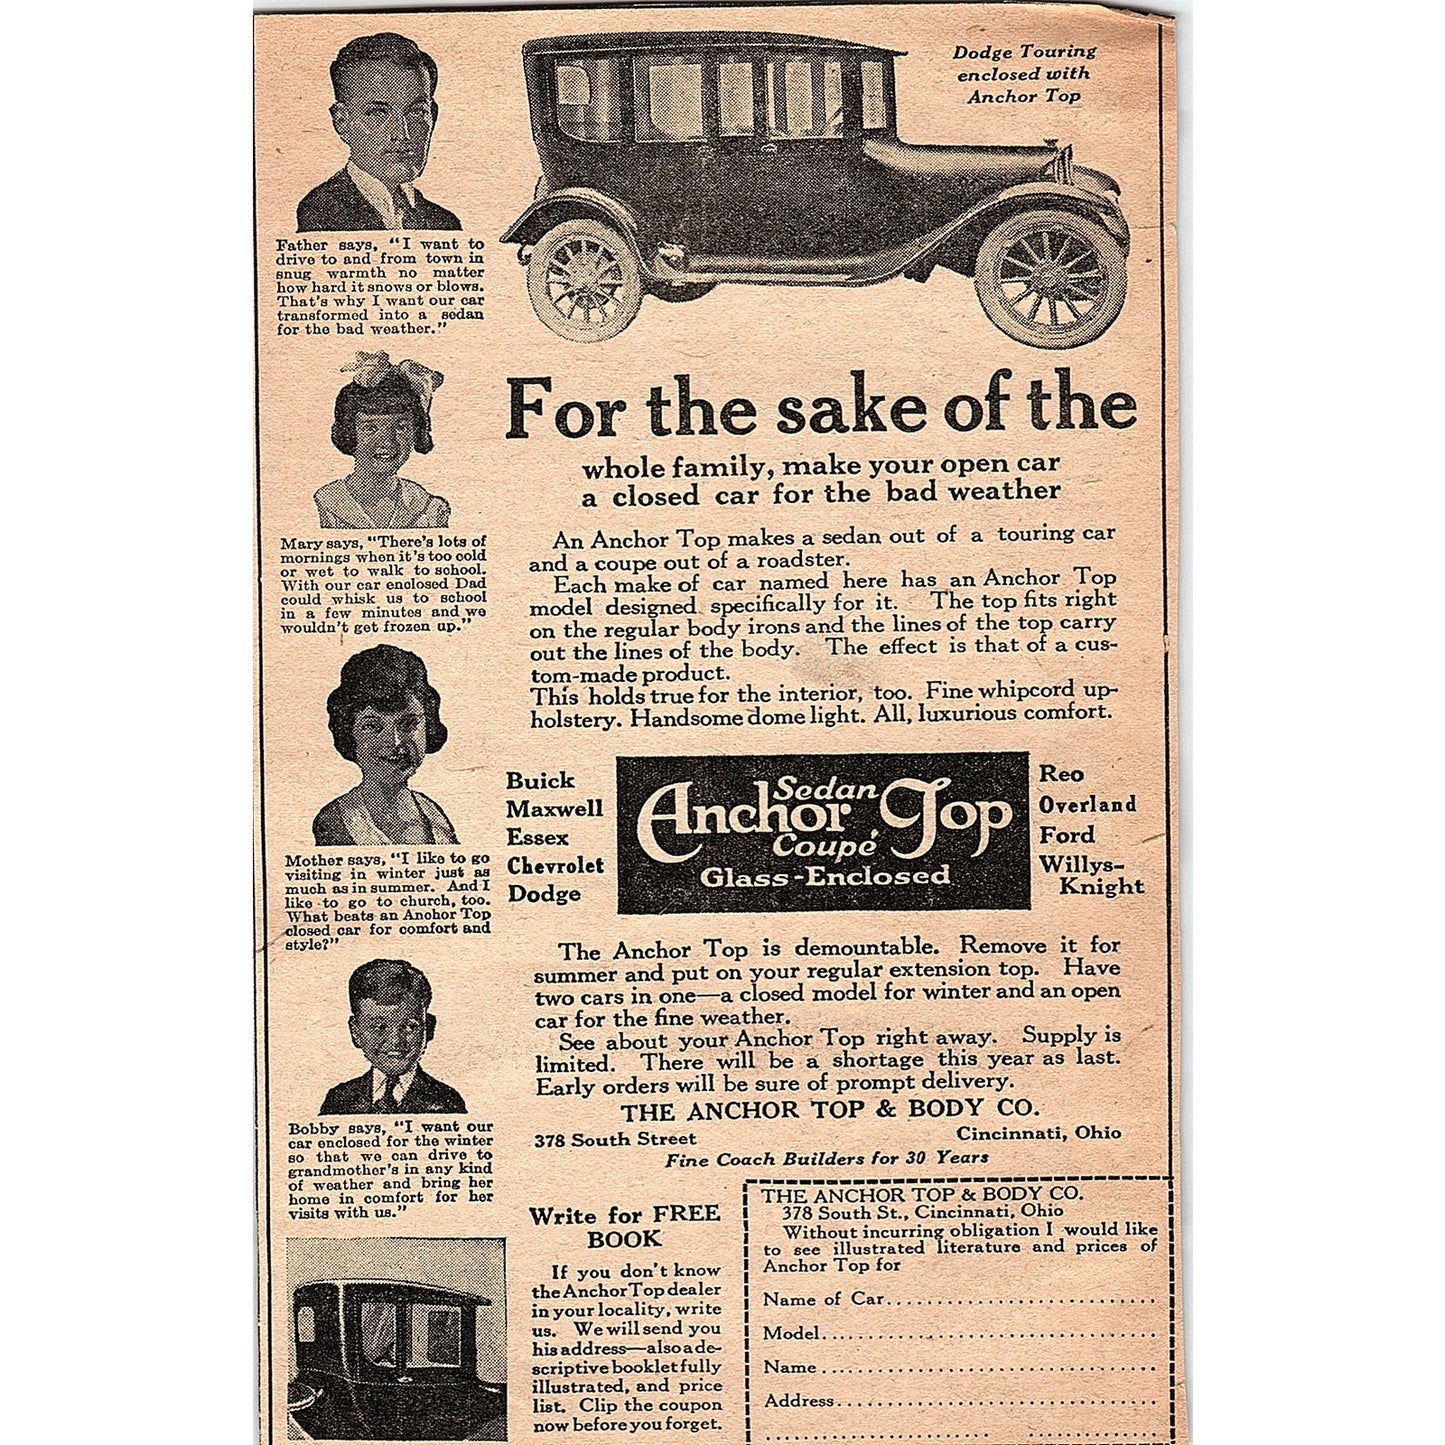 Dodge Touring
enclosed with
Anchor Top
Father says, "I want to
drive to and from town in
snug warmth no matter
how hard it snows or blows.
That's why I want our car
transformed into a sedan
for the bad weather."
Mary says, "There's lots of
mornings when it's too cold
or wet to walk to school.
With our car enclosed Dad
could whisk us to school
in a few minutes and we
wouldn't get frozen up."
Mother says, "I like to go
visiting in winter just as
much as in summer. And I
like to go to church, too.
What beats an Anchor Top
closed car for comfort and
style?"
Bobby says, "I want our
car enclosed for the winter
so that we can drive to
grandmother's in any kind
of weather and bring her
home in comfort for her
visits with us."
For the sake of the
whole family, make your open car
a closed car for the bad weather
An Anchor Top makes a sedan out of a touring car
and a coupe out of a roadster.
Each make of car named here has an Anchor Top
model designed specifically for it. The top fits right
on the regular body irons and the lines of the top carry
out the lines of the body. The effect is that of a cus-
tom-made product.
This holds true for the interior, too. Fine whipcord up-
holstery. Handsome dome light. All, luxurious comfort.
Buick
Maxwell
Essex
Chevrolet
Dodge
Sedan
Anchor Top
Coupé
Glass-Enclosed
Reo
Overland
Ford
Willys-
Knight
The Anchor Top is demountable. Remove it for
summer and put on your regular extension top. Have
two cars in one—a closed model for winter and an open
car for the fine weather.
See about your Anchor Top right away. Supply is
limited. There will be a shortage this year as last.
Early orders will be sure of prompt delivery.
THE ANCHOR TOP & BODY CO.
378 South Street Cincinnati, Ohio
Fine Coach Builders for 30 Years
Write for FREE
BOOK
If you don't know
the Anchor Top dealer
in your locality, write
us. We will send you
his address—also a de-
scriptive booklet fully
illustrated, and price
list. Clip the coupon
now before you forget.
THE ANCHOR TOP & BODY CO.
378 South St., Cincinnati, Ohio
Without incurring obligation I would like
to see illustrated literature and prices of
Anchor Top for
Name of Car
Model
Name
Address